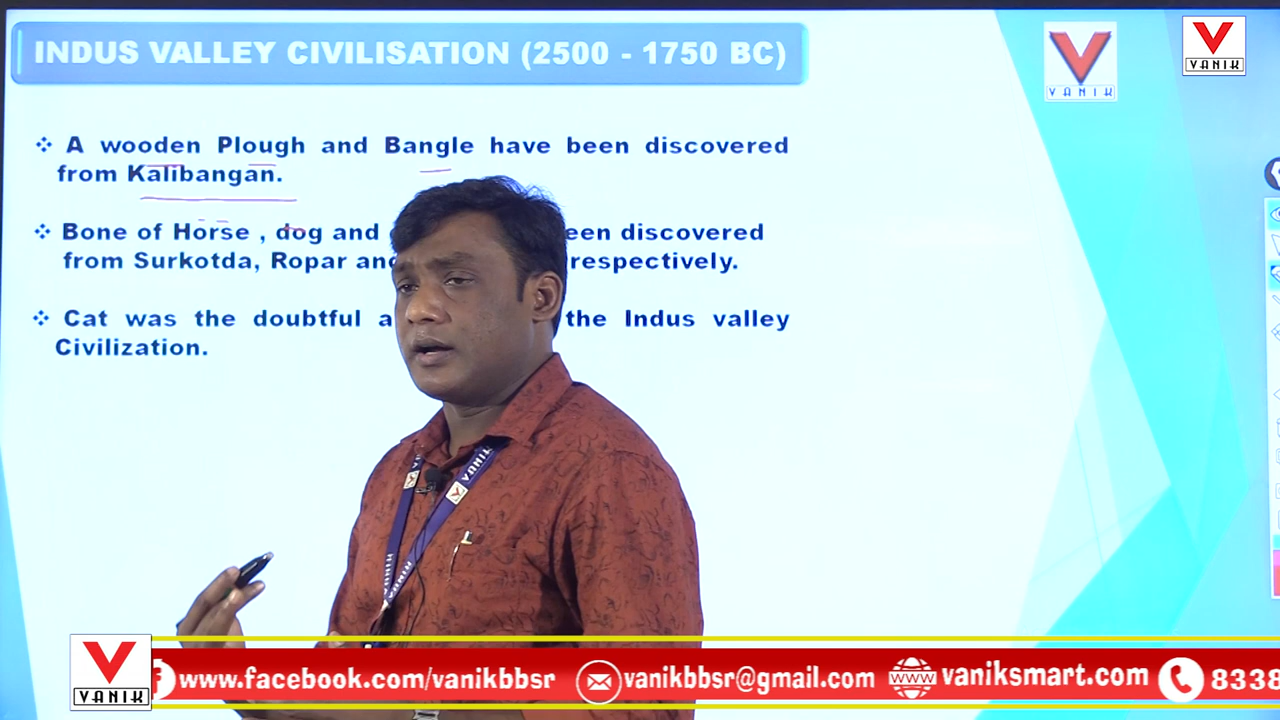 INDUS VALLEY CIVILISATION (2500 - 1750 BC)
VANIK
VANIK
❖ A wooden Plough and Bangle have been discovered
from Kalibangan.
❖ Bone of Horse , dog and een discovered
from Surkotda, Ropar and respectively.
❖ Cat was the doubtful a the Indus valley
Civilization.
VANIK
VANIK
www.facebook.com/vanikbbsr vanikbbsr@gmail.com www vaniksmart.com 8338